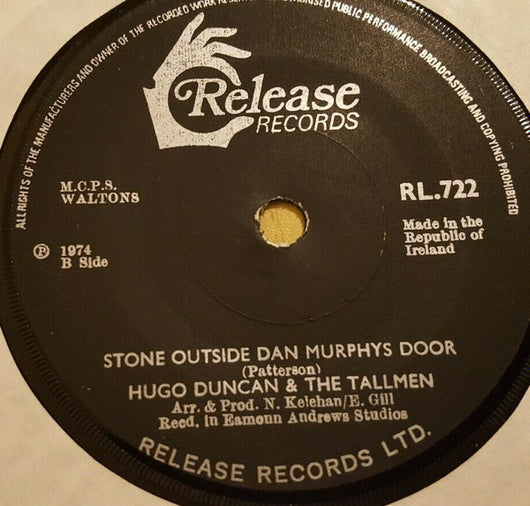 ALL RIGHTS OF THE MANUFACTURERS AND OWNER OF THE RECORDED WORK RESERVED
PUBLIC PERFORMANCE BROADCASTING AND COPYING PROHIBITED
Release
RECORDS
M.C.P.S.
WALTONS
RL.722
Made in the
Republic of
Ireland
Ⓟ 1974
B Side
STONE OUTSIDE DAN MURPHYS DOOR
(Patterson)
HUGO DUNCAN & THE TALLMEN
Arr. & Prod. N. Kelehan/E. Gill
Recd. in Eamonn Andrews Studios
RELEASE RECORDS LTD.